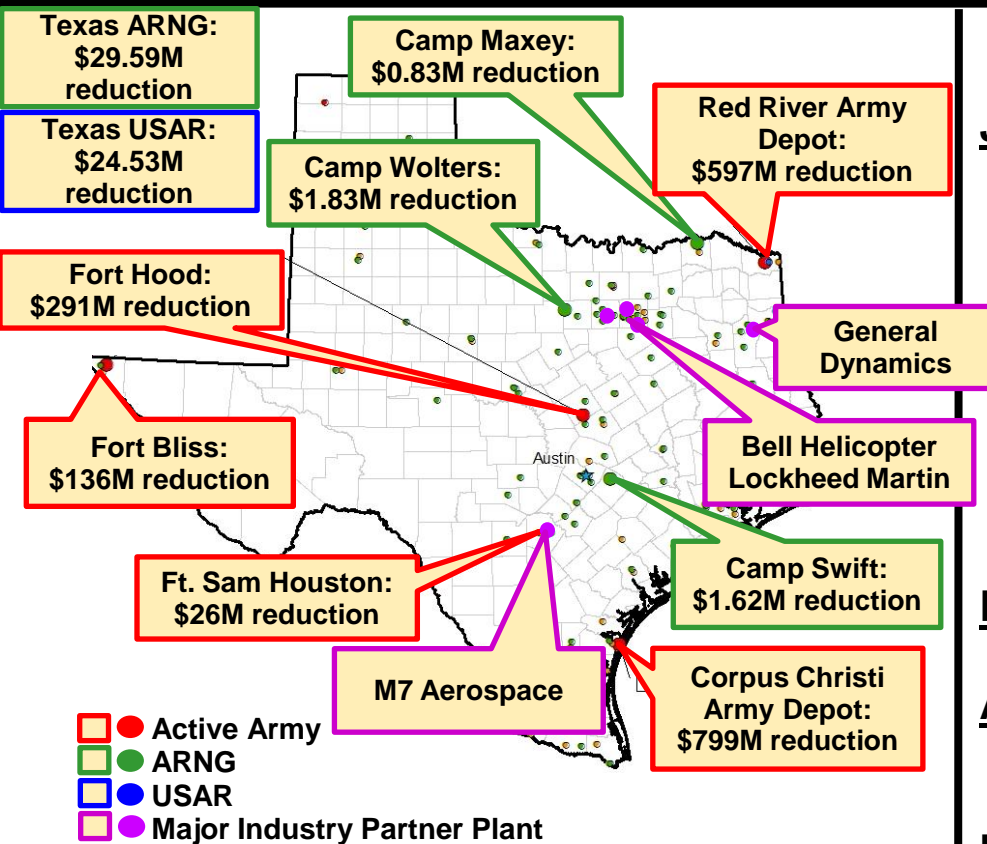 Texas ARNG:
$29.59M
reduction
Texas USAR:
$24.53M
reduction
Camp Maxey:
$0.83M reduction
Red River Army
Depot:
$597M reduction
Camp Wolters:
$1.83M reduction
Fort Hood:
$291M reduction
General
Dynamics
Fort Bliss:
$136M reduction
Austin
Bell Helicopter
Lockheed Martin
Ft. Sam Houston:
$26M reduction
Camp Swift:
$1.62M reduction
M7 Aerospace
Corpus Christi
Army Depot:
$799M reduction
Active Army
ARNG
USAR
Major Industry Partner Plant